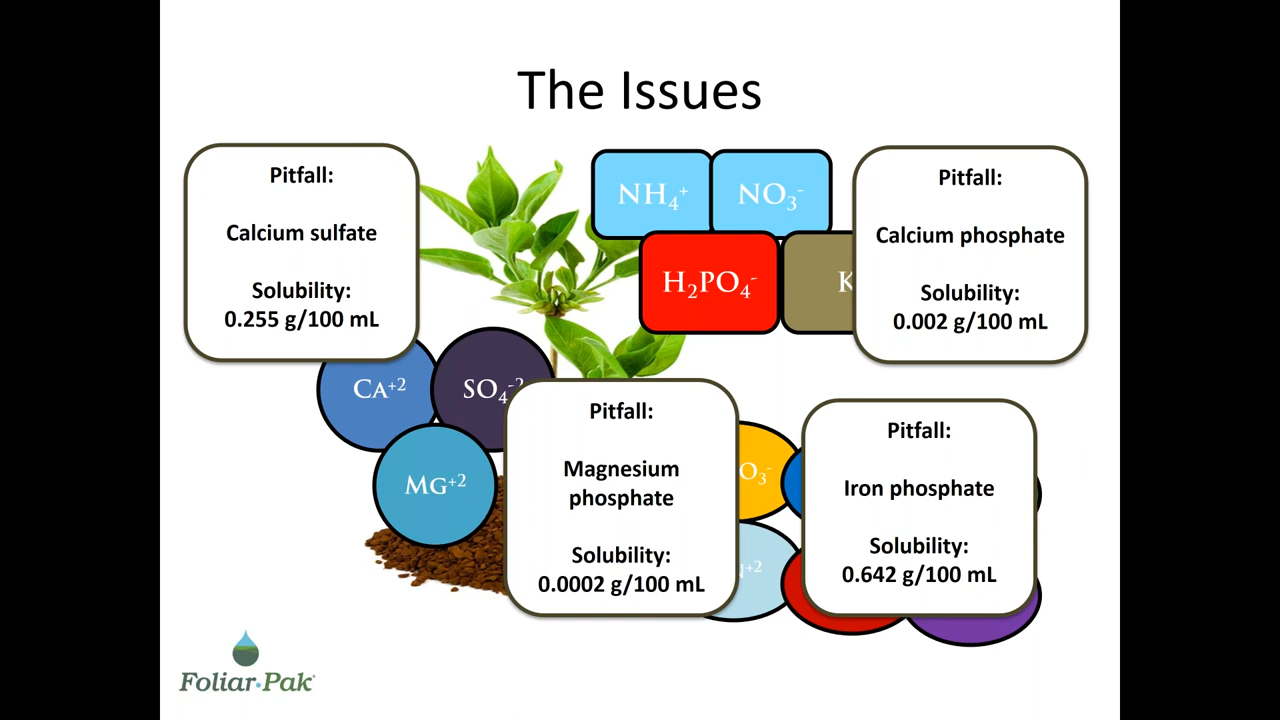 The Issues
Pitfall:
Calcium sulfate
Solubility:
0.255 g/100 mL
NH₄⁺
NO₃⁻
H₂PO₄⁻
K
Pitfall:
Calcium phosphate
Solubility:
0.002 g/100 mL
CA⁺²
SO₄⁻²
MG⁺²
Pitfall:
Magnesium
phosphate
Solubility:
0.0002 g/100 mL
O₃⁻
⁺²
Pitfall:
Iron phosphate
Solubility:
0.642 g/100 mL
Foliar·Pak